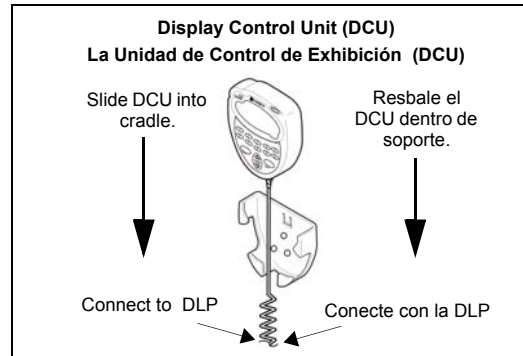 Display Control Unit (DCU)
La Unidad de Control de Exhibición (DCU)
Slide DCU into
cradle.
Resbale el
DCU dentro de
soporte.
Connect to DLP
Conecte con la DLP